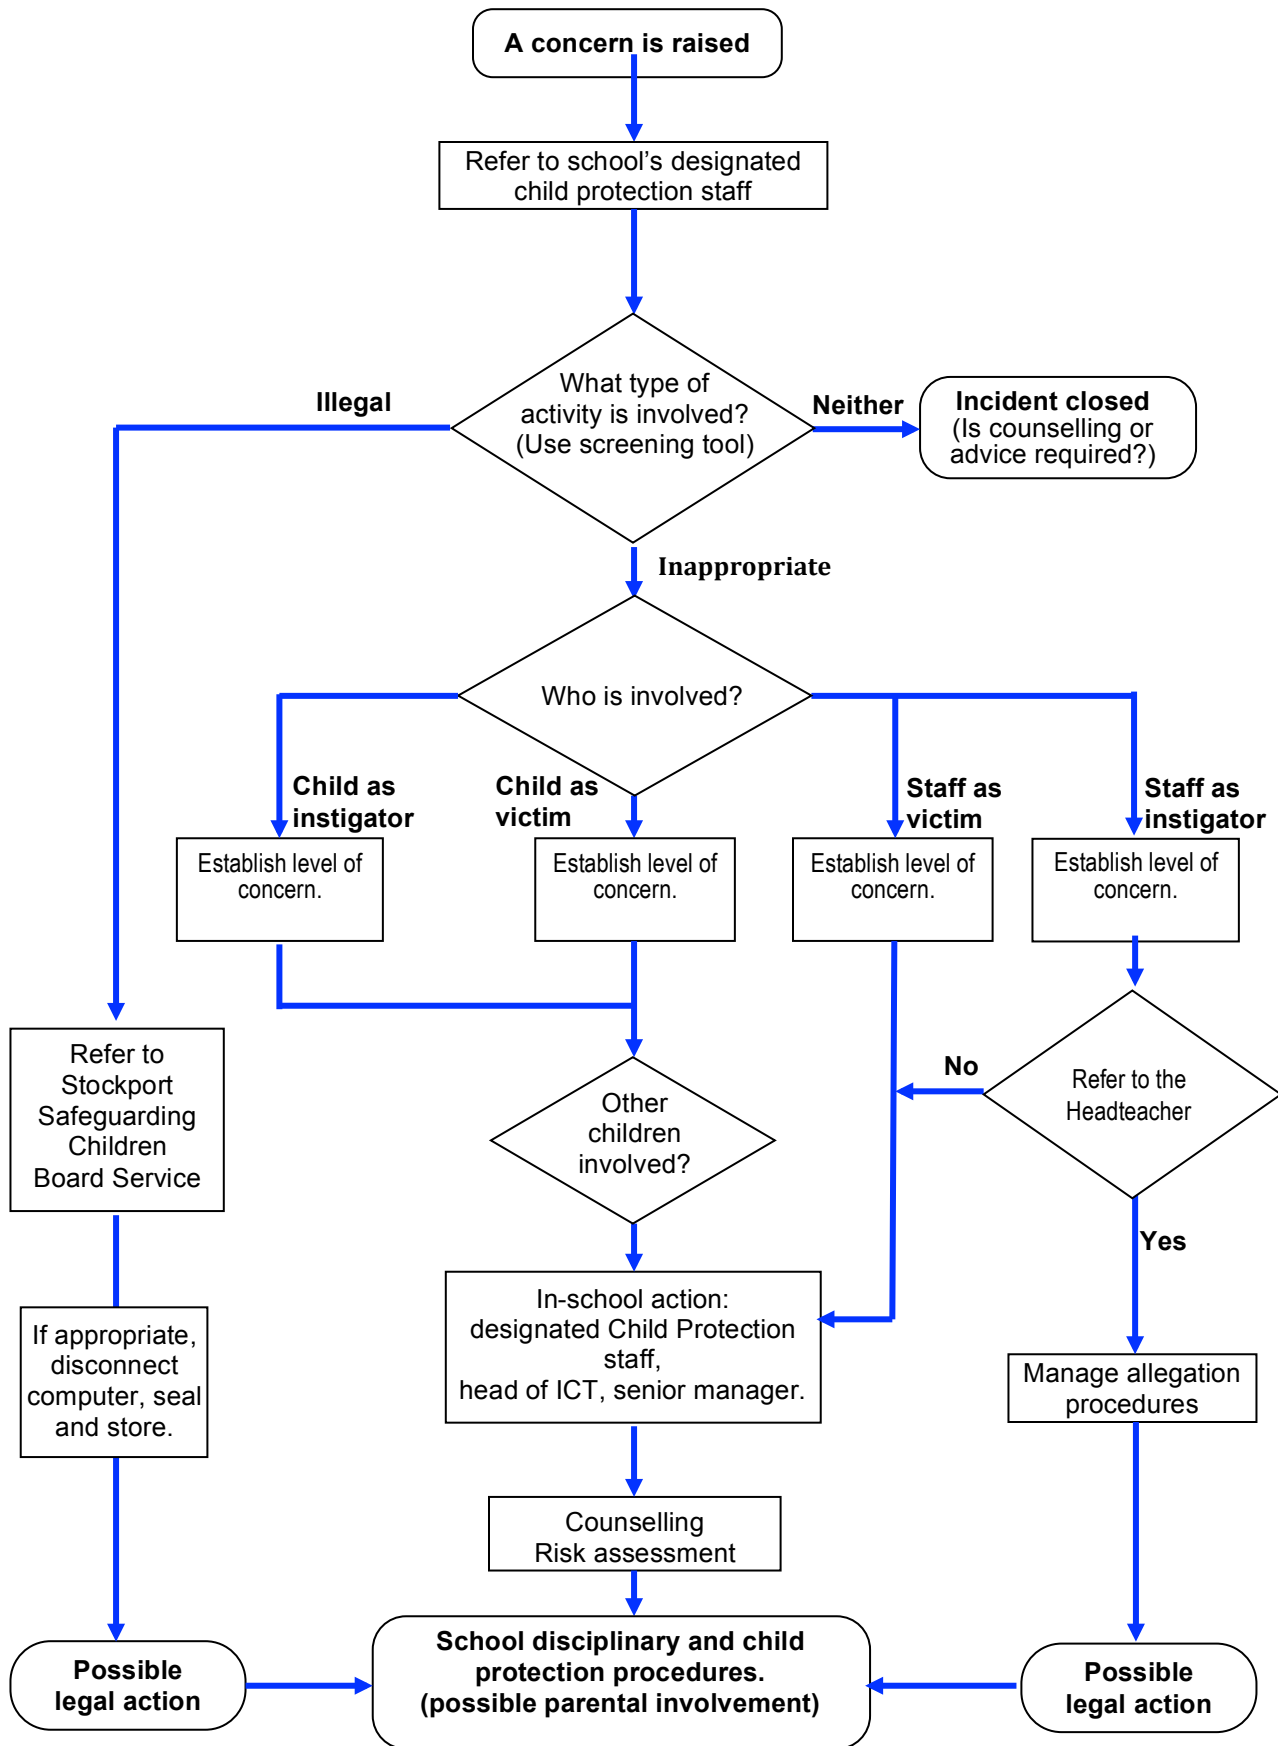 A concern is raised
Refer to school’s designated
child protection staff
Illegal
What type of
activity is involved?
(Use screening tool)
Neither
Incident closed
(Is counselling or
advice required?)
Inappropriate
Who is involved?
Child as
instigator
Child as
victim
Staff as
victim
Staff as
instigator
Establish level of
concern.
Establish level of
concern.
Establish level of
concern.
Establish level of
concern.
Refer to
Stockport
Safeguarding
Children
Board Service
Other
children
involved?
No
Refer to the
Headteacher
Yes
If appropriate,
disconnect
computer, seal
and store.
In-school action:
designated Child Protection
staff,
head of ICT, senior manager.
Manage allegation
procedures
Counselling
Risk assessment
Possible
legal action
School disciplinary and child
protection procedures.
(possible parental involvement)
Possible
legal action